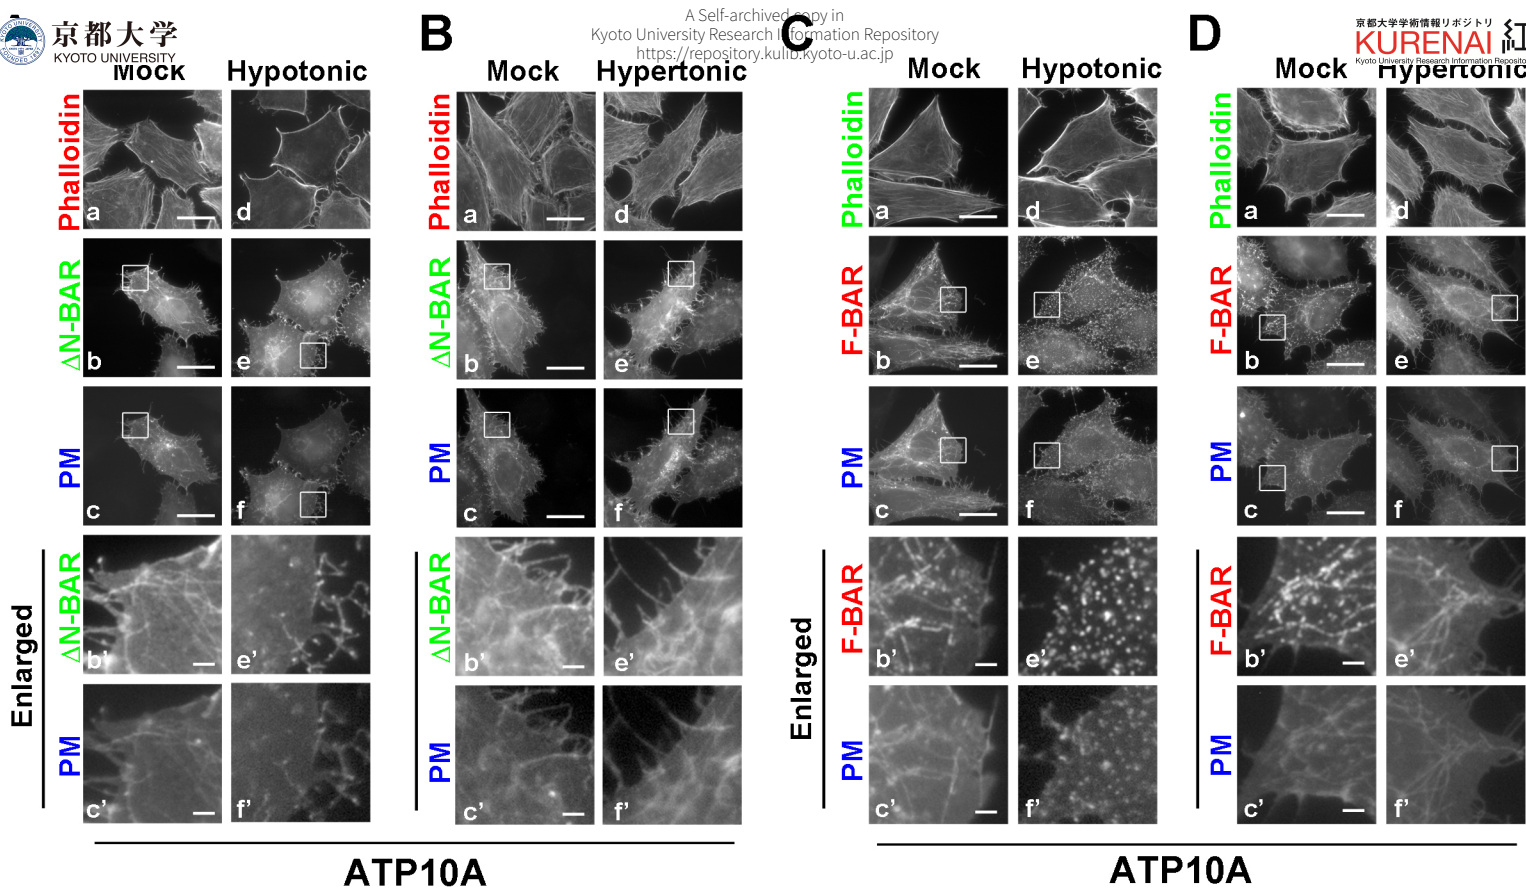 京都大学
KYOTO UNIVERSITY
A Self-archived copy in
Kyoto University Research Information Repository
https://repository.kulib.kyoto-u.ac.jp
京都大学学術情報リポジトリ
KURENAI 紅
Kyoto University Research Information Repository
B
C
D
Mock Hypotonic
Mock Hypertonic
Mock Hypotonic
Mock Hypertonic
Phalloidin
a d
Phalloidin
a d
Phalloidin
a d
Phalloidin
a d
ΔN-BAR
b e
ΔN-BAR
b e
F-BAR
b e
F-BAR
b e
PM
c f
PM
c f
PM
c f
PM
c f
Enlarged
ΔN-BAR
b’ e’
ΔN-BAR
b’ e’
Enlarged
F-BAR
b’ e’
F-BAR
b’ e’
PM
c’ f’
PM
c’ f’
PM
c’ f’
PM
c’ f’
ATP10A
ATP10A